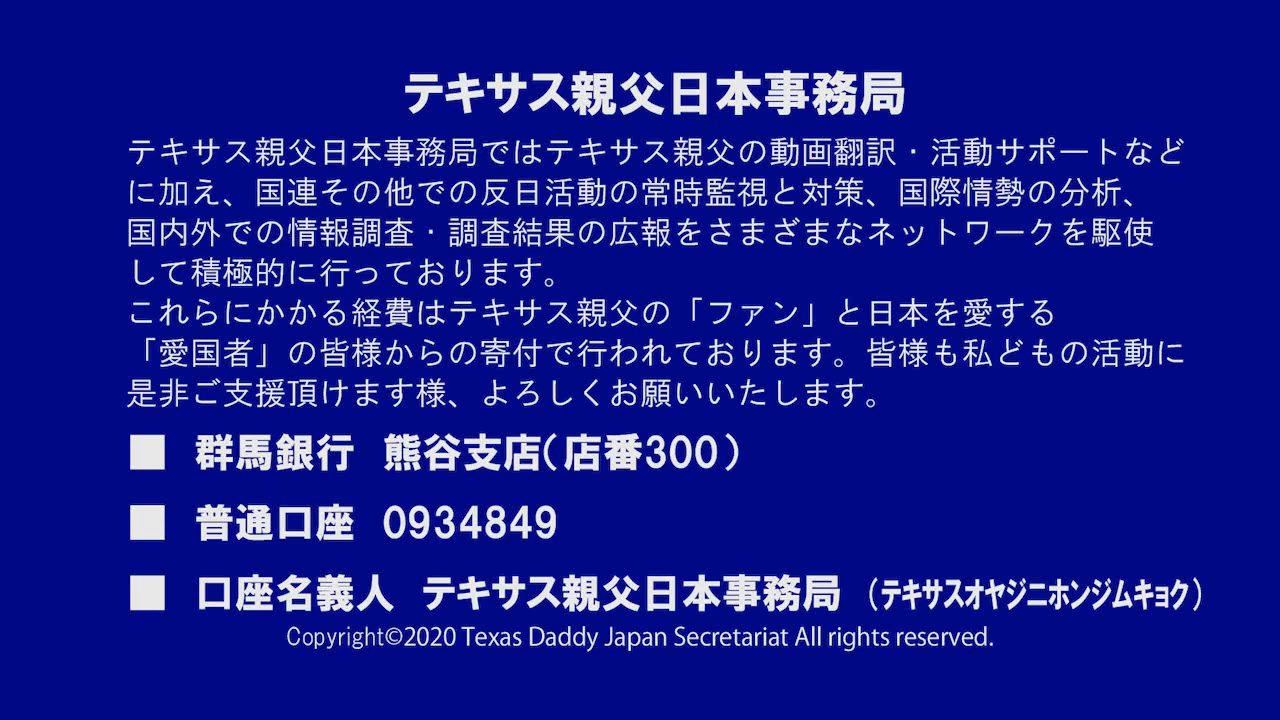 テキサス親父日本事務局
テキサス親父日本事務局ではテキサス親父の動画翻訳・活動サポートなど
に加え、国連その他での反日活動の常時監視と対策、国際情勢の分析、
国内外での情報調査・調査結果の広報をさまざまなネットワークを駆使
して積極的に行っております。
これらにかかる経費はテキサス親父の「ファン」と日本を愛する
「愛国者」の皆様からの寄付で行われております。皆様も私どもの活動に
是非ご支援頂けます様、よろしくお願いいたします。
■ 群馬銀行 熊谷支店(店番300)
■ 普通口座 0934849
■ 口座名義人 テキサス親父日本事務局 (テキサスオヤジニホンジムキョク)
Copyright©2020 Texas Daddy Japan Secretariat All rights reserved.